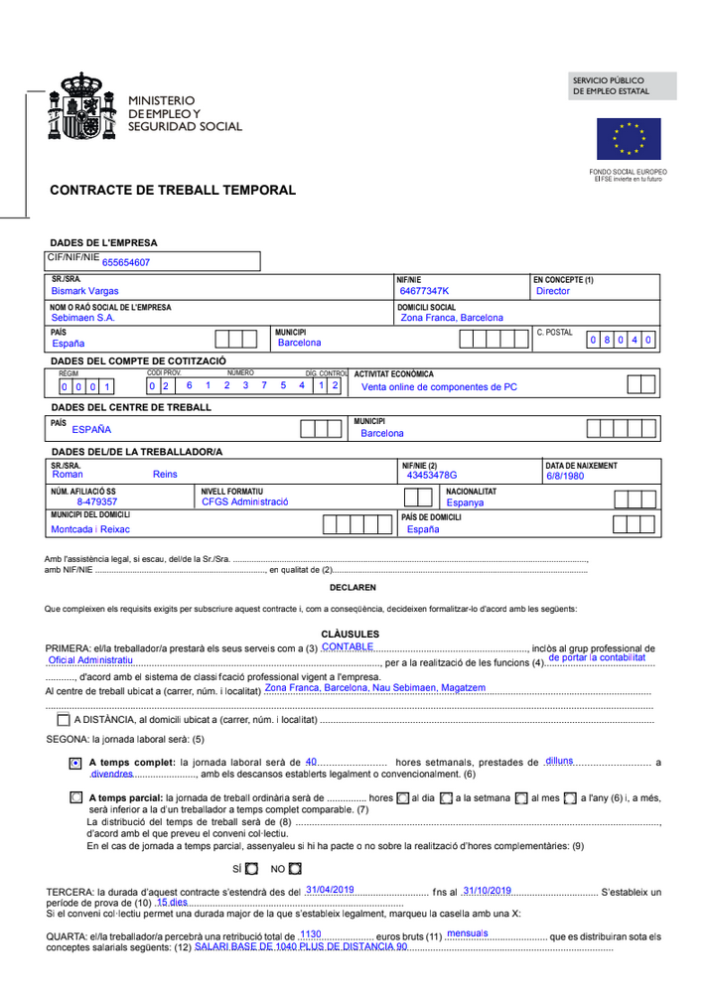 MINISTERIO
DE EMPLEO Y
SEGURIDAD SOCIAL
SERVICIO PÚBLICO
DE EMPLEO ESTATAL
FONDO SOCIAL EUROPEO
El FSE invierte en tu futuro
CONTRACTE DE TREBALL TEMPORAL
DADES DE L'EMPRESA
CIF/NIF/NIE 655654607
SR./SRA. NIF/NIE EN CONCEPTE (1)
Bismark Vargas 64677347K Director
NOM O RAÓ SOCIAL DE L'EMPRESA DOMICILI SOCIAL
Sebimaen S.A. Zona Franca, Barcelona
PAÍS MUNICIPI C. POSTAL
España Barcelona 0 8 0 4 0
DADES DEL COMPTE DE COTITZACIÓ
RÈGIM CODI PROV. NÚMERO DÍG. CONTROL ACTIVITAT ECONÒMICA
0 0 0 1 0 2 6 1 2 3 7 5 4 1 2 Venta online de componentes de PC
DADES DEL CENTRE DE TREBALL
PAÍS MUNICIPI
ESPAÑA Barcelona
DADES DEL/DE LA TREBALLADOR/A
SR./SRA. NIF/NIE (2) DATA DE NAIXEMENT
Roman Reins 43453478G 6/8/1980
NÚM. AFILIACIÓ SS NIVELL FORMATIU NACIONALITAT
8-479357 CFGS Administració Espanya
MUNICIPI DEL DOMICILI PAÍS DE DOMICILI
Montcada i Reixac España
Amb l'assistència legal, si escau, del/de la Sr./Sra. ..........,
amb NIF/NIE .........., en qualitat de (2)..........
DECLAREN
Que compleixen els requisits exigits per subscriure aquest contracte i, com a conseqüència, decideixen formalitzar-lo d'acord amb les següents:
CLÀUSULES
PRIMERA: el/la treballador/a prestarà els seus serveis com a (3) CONTABLE.........., inclòs al grup professional de
Oficial Administratiu.........., per a la realització de les funcions (4) de portar la contabilitat
.........., d'acord amb el sistema de classificació professional vigent a l'empresa.
Al centre de treball ubicat a (carrer, núm. i localitat) Zona Franca, Barcelona, Nau Sebimaen, Magatzem
A DISTÀNCIA, al domicili ubicat a (carrer, núm. i localitat) ..........
SEGONA: la jornada laboral serà: (5)
A temps complet: la jornada laboral serà de 40.......... hores setmanals, prestades de dilluns.......... a
divendres.........., amb els descansos establerts legalment o convencionalment. (6)
A temps parcial: la jornada de treball ordinària serà de .......... hores al dia a la setmana al mes a l'any (6) i, a més,
serà inferior a la d'un treballador a temps complet comparable. (7)
La distribució del temps de treball serà de (8) ..........,
d'acord amb el que preveu el conveni col·lectiu.
En el cas de jornada a temps parcial, assenyaleu si hi ha pacte o no sobre la realització d'hores complementàries: (9)
SÍ NO
TERCERA: la durada d'aquest contracte s'estendrà des del 31/04/2019.......... fins al 31/10/2019.......... S'estableix un
període de prova de (10) 15 dies..........
Si el conveni col·lectiu permet una durada major de la que s'estableix legalment, marqueu la casella amb una X:
QUARTA: el/la treballador/a percebrà una retribució total de 1130.......... euros bruts (11) mensuals.......... que es distribuiran sota els
conceptes salarials següents: (12) SALARI BASE DE 1040 PLUS DE DISTANCIA 90..........